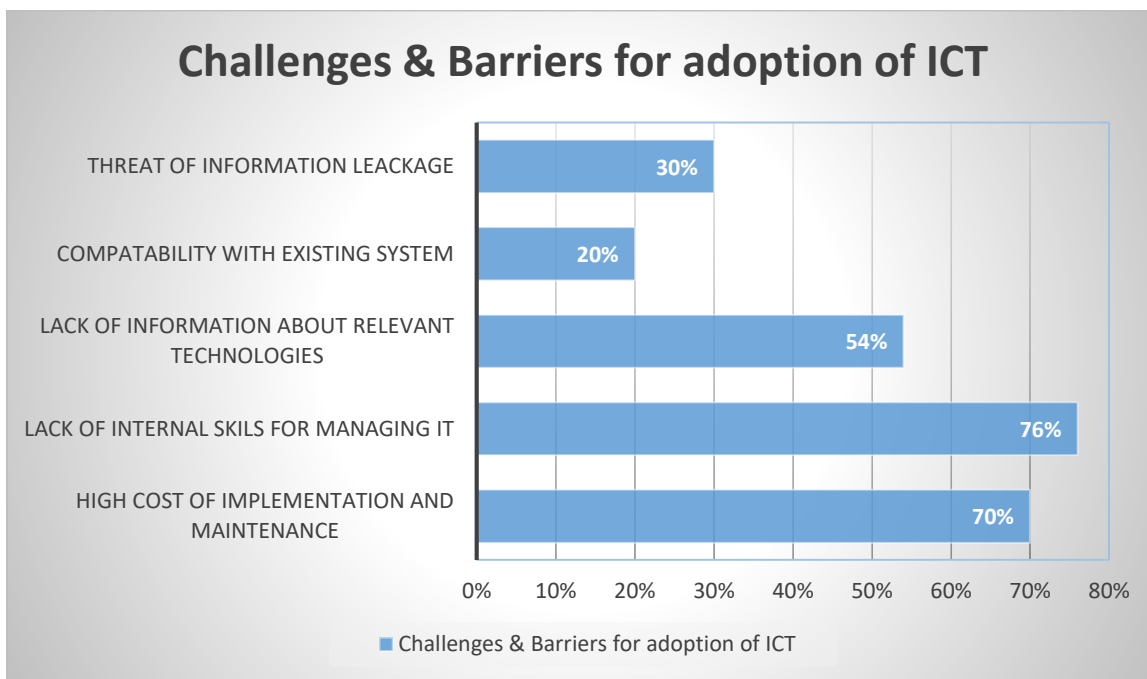 Challenges & Barriers for adoption of ICT
THREAT OF INFORMATION LEACKAGE
30%
COMPATABILITY WITH EXISTING SYSTEM
20%
LACK OF INFORMATION ABOUT RELEVANT
TECHNOLOGIES
54%
LACK OF INTERNAL SKILS FOR MANAGING IT
76%
HIGH COST OF IMPLEMENTATION AND
MAINTENANCE
70%
0% 10% 20% 30% 40% 50% 60% 70% 80%
Challenges & Barriers for adoption of ICT